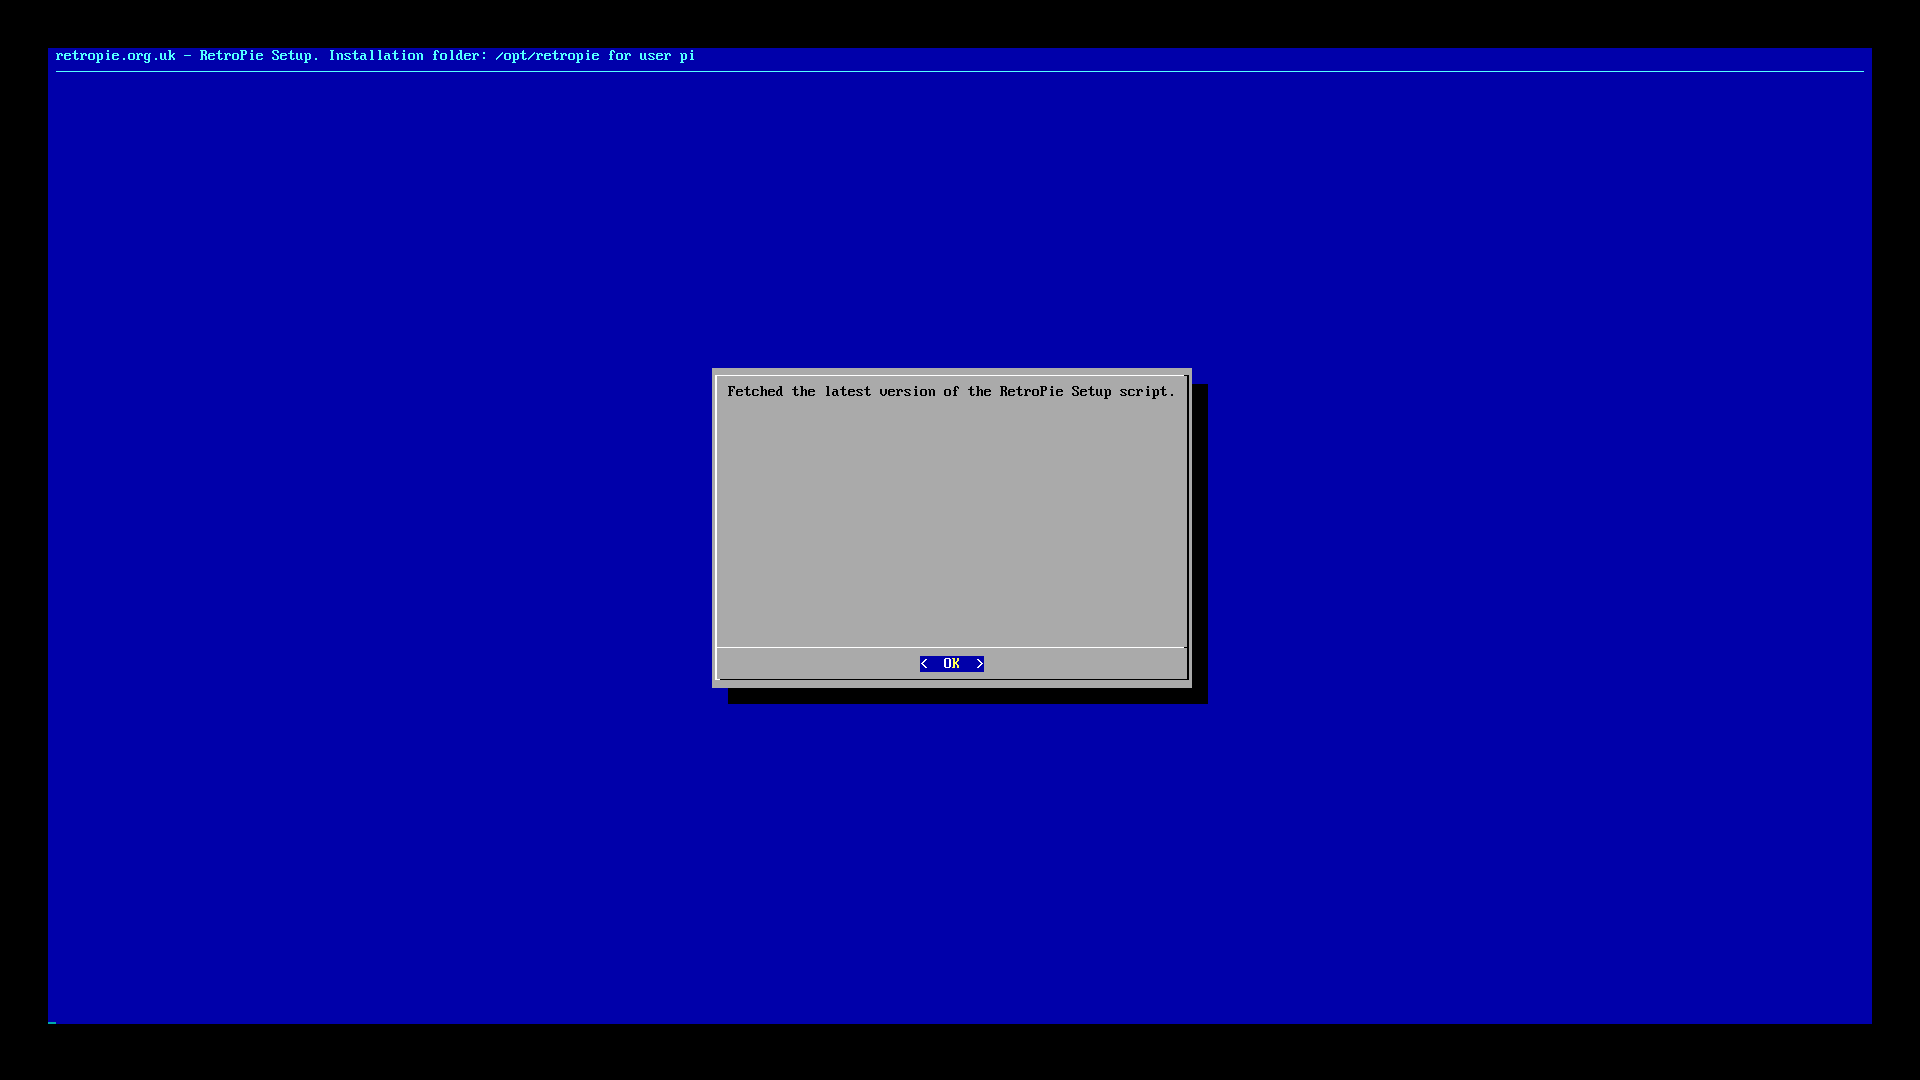 retropie.org.uk - RetroPie Setup. Installation folder: /opt/retropie for user pi
Fetched the latest version of the RetroPie Setup script.
<  OK  >